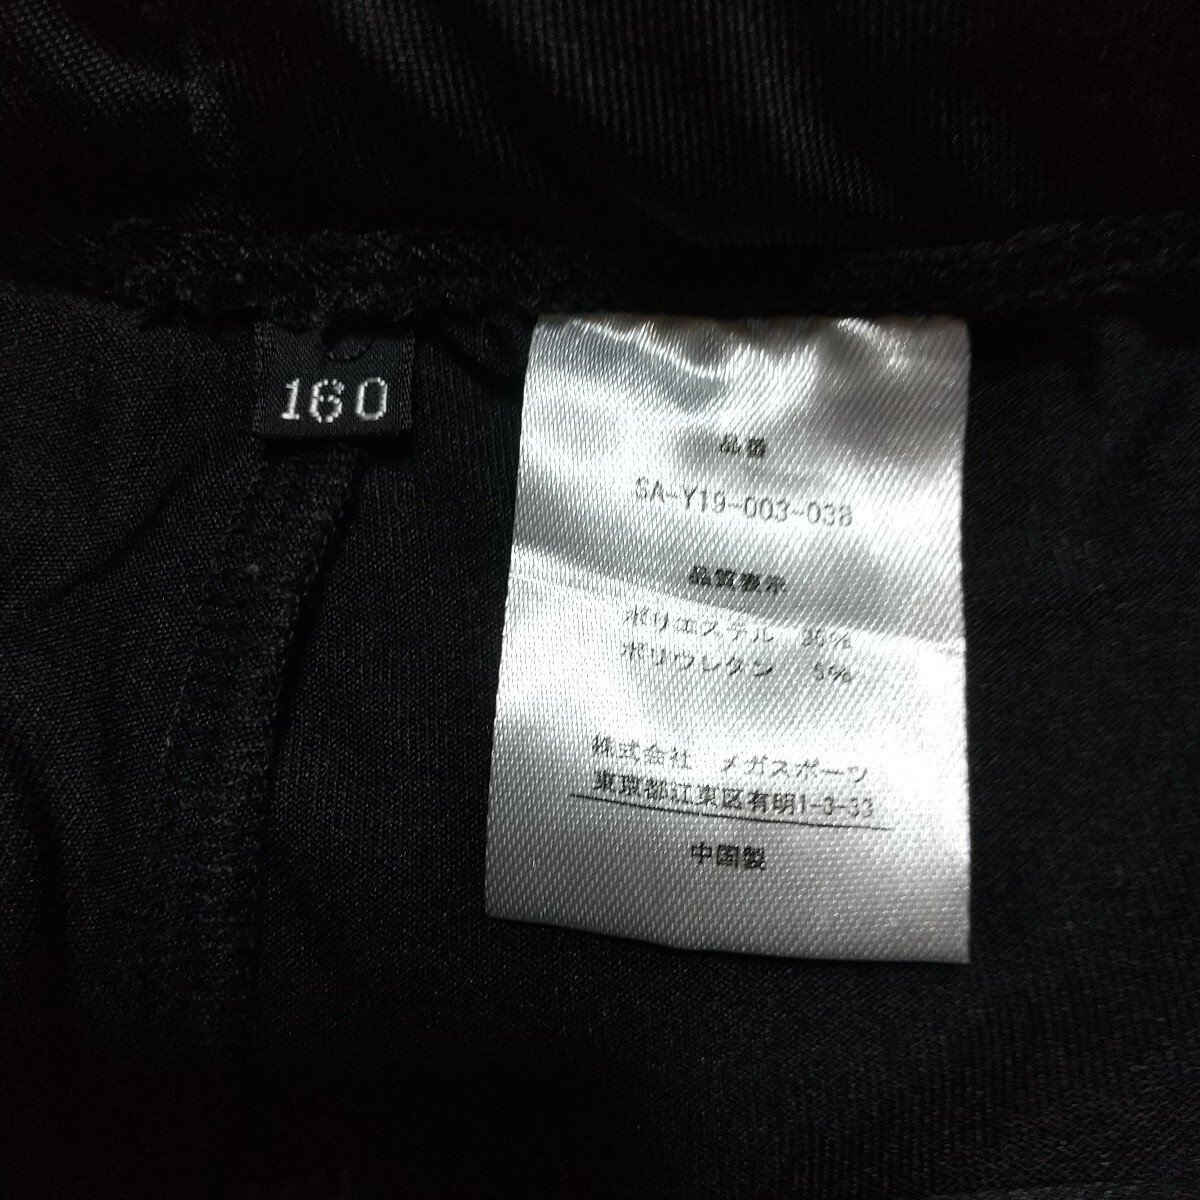 160
品番
SA-Y19-003-038
品質表示
ポリエステル 95%
ポリウレタン 5%
株式会社 メガスポーツ
東京都江東区有明1-3-33
中国製